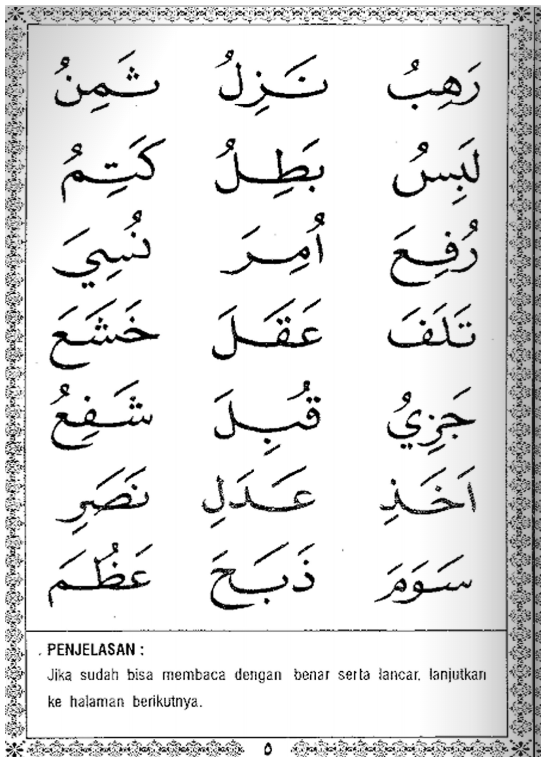 رَهِبُ نَزِلُ ثَمِنُ
لَبِسُ بَطِلُ كَتِمُ
رُفِعَ اُمِرَ نُسِيَ
تَلَفَ عَقَلَ خَشَعَ
جَزِيُ قُبِلَ شَفِعُ
اَخَذِ عَدَلِ نَصَرِ
سَوَمَ ذَبَحَ عَظُمَ
PENJELASAN :
Jika sudah bisa membaca dengan benar serta lancar, lanjutkan
ke halaman berikutnya.
٥